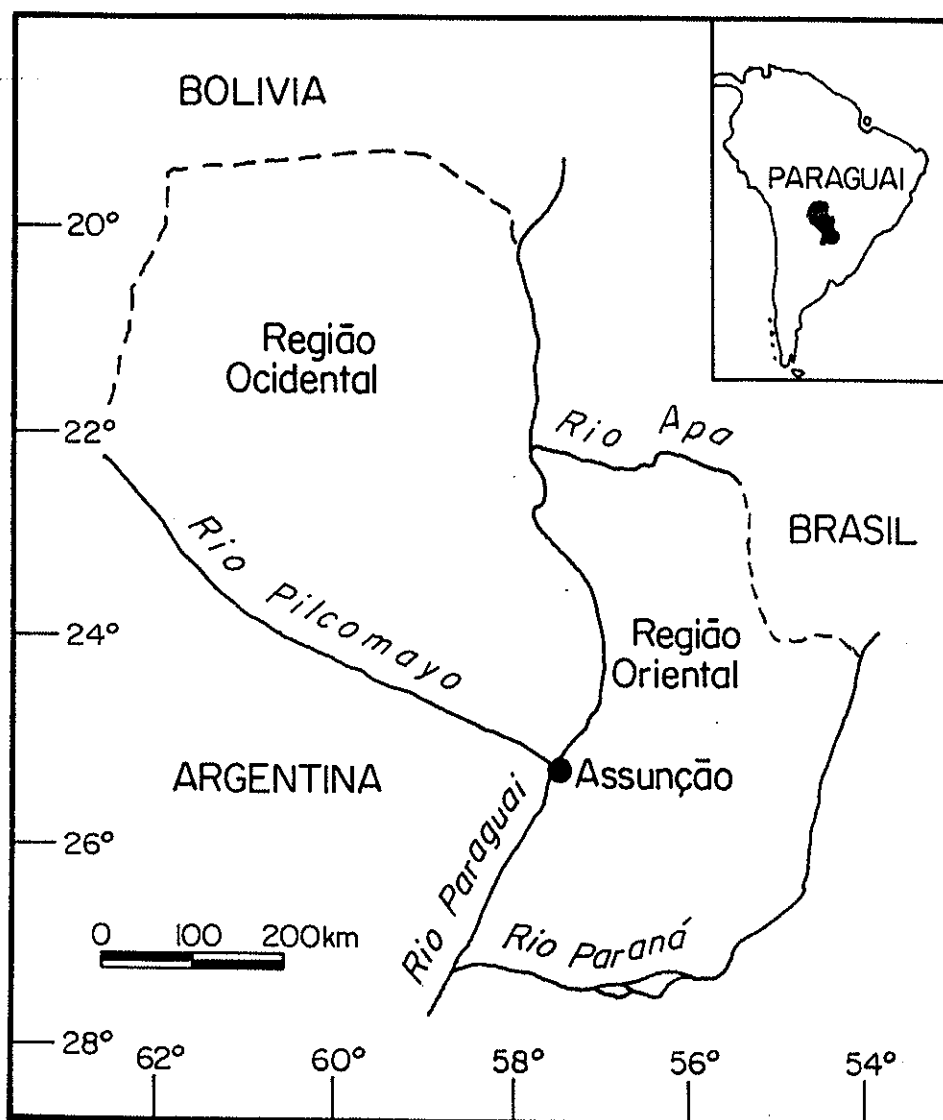 BOLIVIA
PARAGUAI
20°
Região
Ocidental
22°
Rio Apa
BRASIL
Rio Pilcomayo
24°
Região
Oriental
ARGENTINA
Assunção
26°
Rio Paraguai
0 100 200km
Rio Paraná
28°
62° 60° 58° 56° 54°